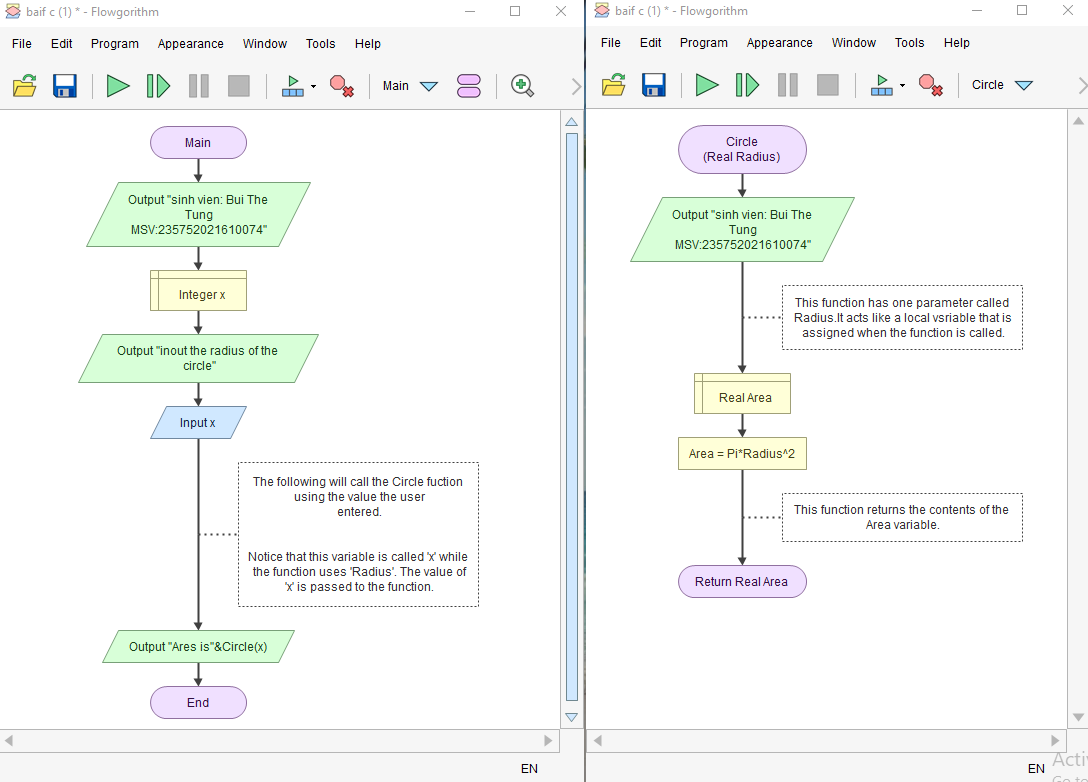 baif c (1) * - Flowgorithm
File Edit Program Appearance Window Tools Help
Main
Main
Output "sinh vien: Bui The
Tung
MSV:235752021610074"
Integer x
Output "inout the radius of the
circle"
Input x
The following will call the Circle fuction
using the value the user
entered.
Notice that this variable is called 'x' while
the function uses 'Radius'. The value of
'x' is passed to the function.
Output "Ares is"&Circle(x)
End
EN
baif c (1) * - Flowgorithm
File Edit Program Appearance Window Tools Help
Circle
Circle
(Real Radius)
Output "sinh vien: Bui The
Tung
MSV:235752021610074"
This function has one parameter called
Radius.It acts like a local vsriable that is
assigned when the function is called.
Real Area
Area = Pi*Radius^2
This function returns the contents of the
Area variable.
Return Real Area
EN
Acti
Go to